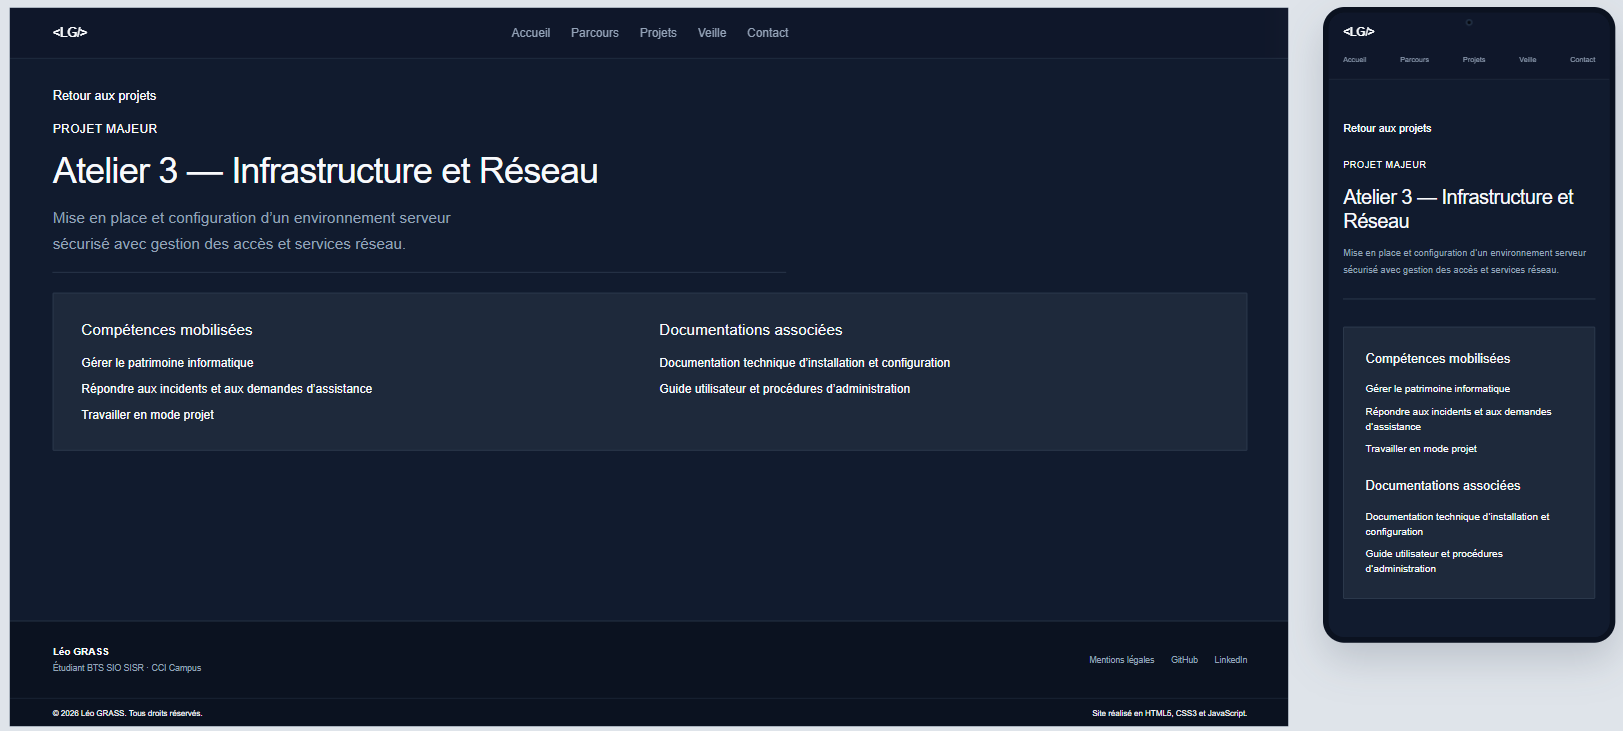 <LG/>
Accueil Parcours Projets Veille Contact
Retour aux projets
PROJET MAJEUR
Atelier 3 — Infrastructure et Réseau
Mise en place et configuration d’un environnement serveur
sécurisé avec gestion des accès et services réseau.
Compétences mobilisées
Gérer le patrimoine informatique
Répondre aux incidents et aux demandes d’assistance
Travailler en mode projet
Documentations associées
Documentation technique d’installation et configuration
Guide utilisateur et procédures d’administration
Léo GRASS
Étudiant BTS SIO SISR · CCI Campus
Mentions légales GitHub LinkedIn
© 2026 Léo GRASS. Tous droits réservés.
Site réalisé en HTML5, CSS3 et JavaScript.
<LG/>
Accueil Parcours Projets Veille Contact
Retour aux projets
PROJET MAJEUR
Atelier 3 — Infrastructure et
Réseau
Mise en place et configuration d’un environnement serveur
sécurisé avec gestion des accès et services réseau.
Compétences mobilisées
Gérer le patrimoine informatique
Répondre aux incidents et aux demandes
d’assistance
Travailler en mode projet
Documentations associées
Documentation technique d’installation et
configuration
Guide utilisateur et procédures
d’administration